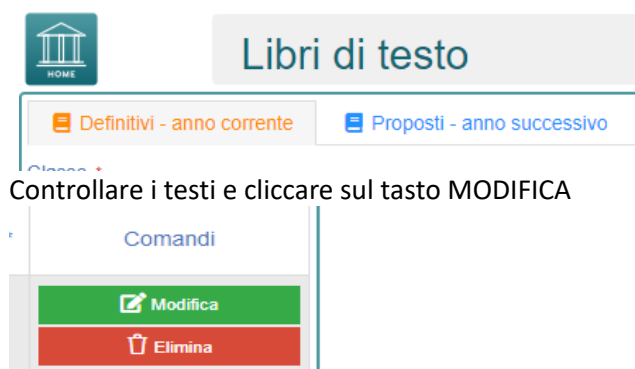 HOME
Libri di testo
Definitivi - anno corrente
Proposti - anno successivo
Classe *
Controllare i testi e cliccare sul tasto MODIFICA
* Comandi
Modifica
Elimina